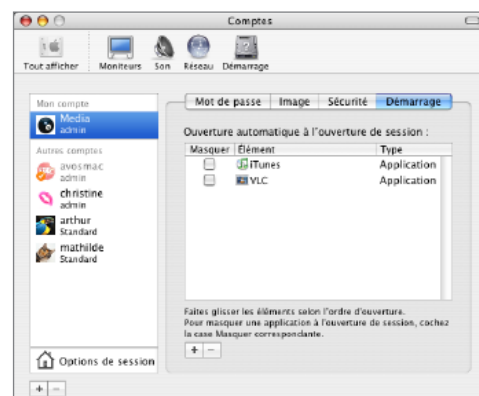 Comptes
Tout afficher Moniteurs Son Réseau Démarrage
Mon compte
Media
admin
Autres comptes
avosmac
admin
christine
admin
arthur
Standard
mathilde
Standard
Options de session
Mot de passe Image Sécurité Démarrage
Ouverture automatique à l'ouverture de session :
Masquer Élément Type
iTunes Application
VLC Application
Faites glisser les éléments selon l'ordre d'ouverture.
Pour masquer une application à l'ouverture de session, cochez
la case Masquer correspondante.